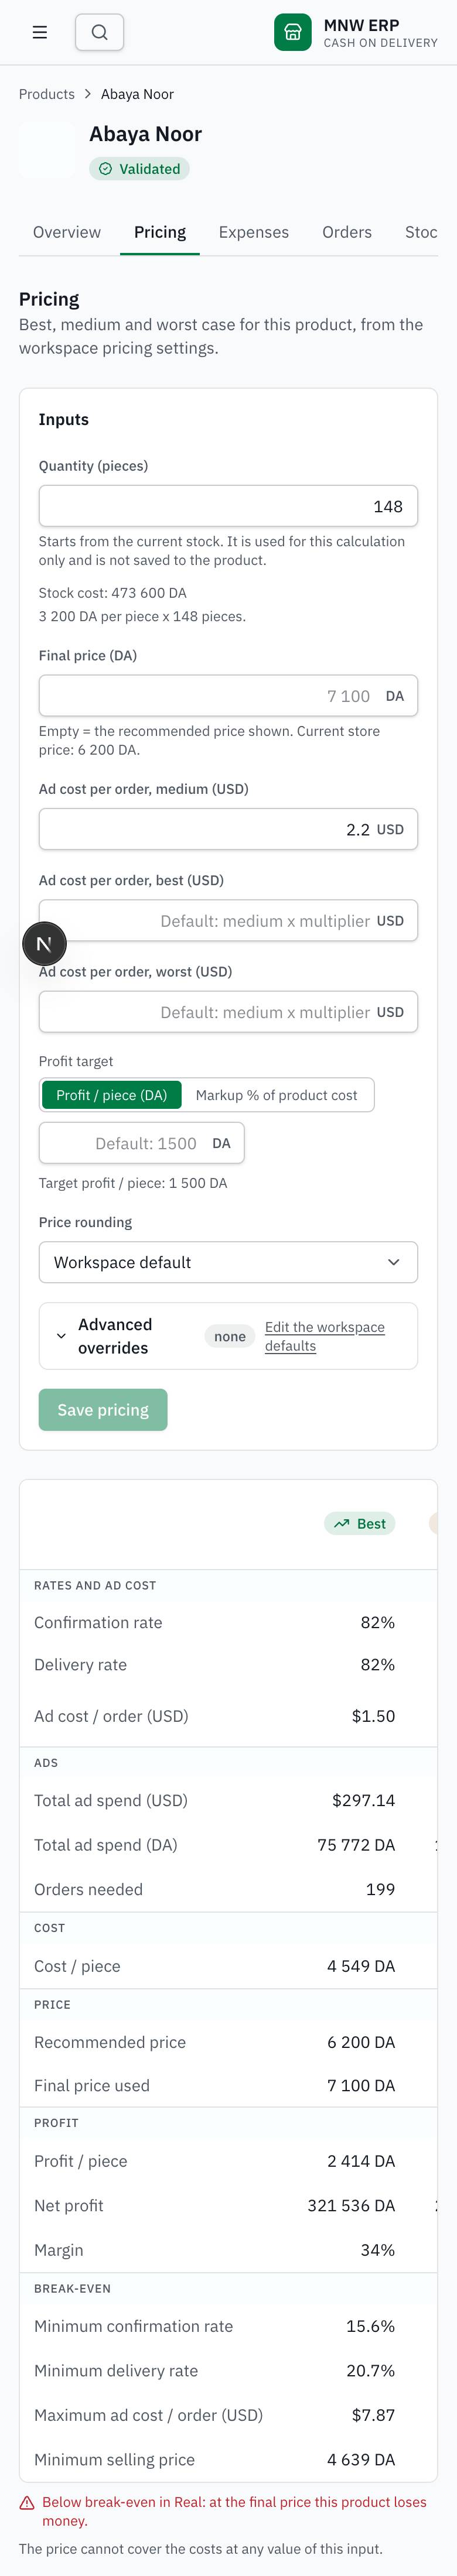 MNW ERP
CASH ON DELIVERY
Products > Abaya Noor
Abaya Noor
Validated
Overview Pricing Expenses Orders Stoc
Pricing
Best, medium and worst case for this product, from the
workspace pricing settings.
Inputs
Quantity (pieces)
148
Starts from the current stock. It is used for this calculation
only and is not saved to the product.
Stock cost: 473 600 DA
3 200 DA per piece x 148 pieces.
Final price (DA)
7 100 DA
Empty = the recommended price shown. Current store
price: 6 200 DA.
Ad cost per order, medium (USD)
2.2 USD
Ad cost per order, best (USD)
Default: medium x multiplier USD
N
Ad cost per order, worst (USD)
Default: medium x multiplier USD
Profit target
Profit / piece (DA) Markup % of product cost
Default: 1500 DA
Target profit / piece: 1 500 DA
Price rounding
Workspace default
Advanced
overrides
none
Edit the workspace
defaults
Save pricing
Best
RATES AND AD COST
Confirmation rate 82%
Delivery rate 82%
Ad cost / order (USD) $1.50
ADS
Total ad spend (USD) $297.14
Total ad spend (DA) 75 772 DA
Orders needed 199
COST
Cost / piece 4 549 DA
PRICE
Recommended price 6 200 DA
Final price used 7 100 DA
PROFIT
Profit / piece 2 414 DA
Net profit 321 536 DA
Margin 34%
BREAK-EVEN
Minimum confirmation rate 15.6%
Minimum delivery rate 20.7%
Maximum ad cost / order (USD) $7.87
Minimum selling price 4 639 DA
Below break-even in Real: at the final price this product loses
money.
The price cannot cover the costs at any value of this input.